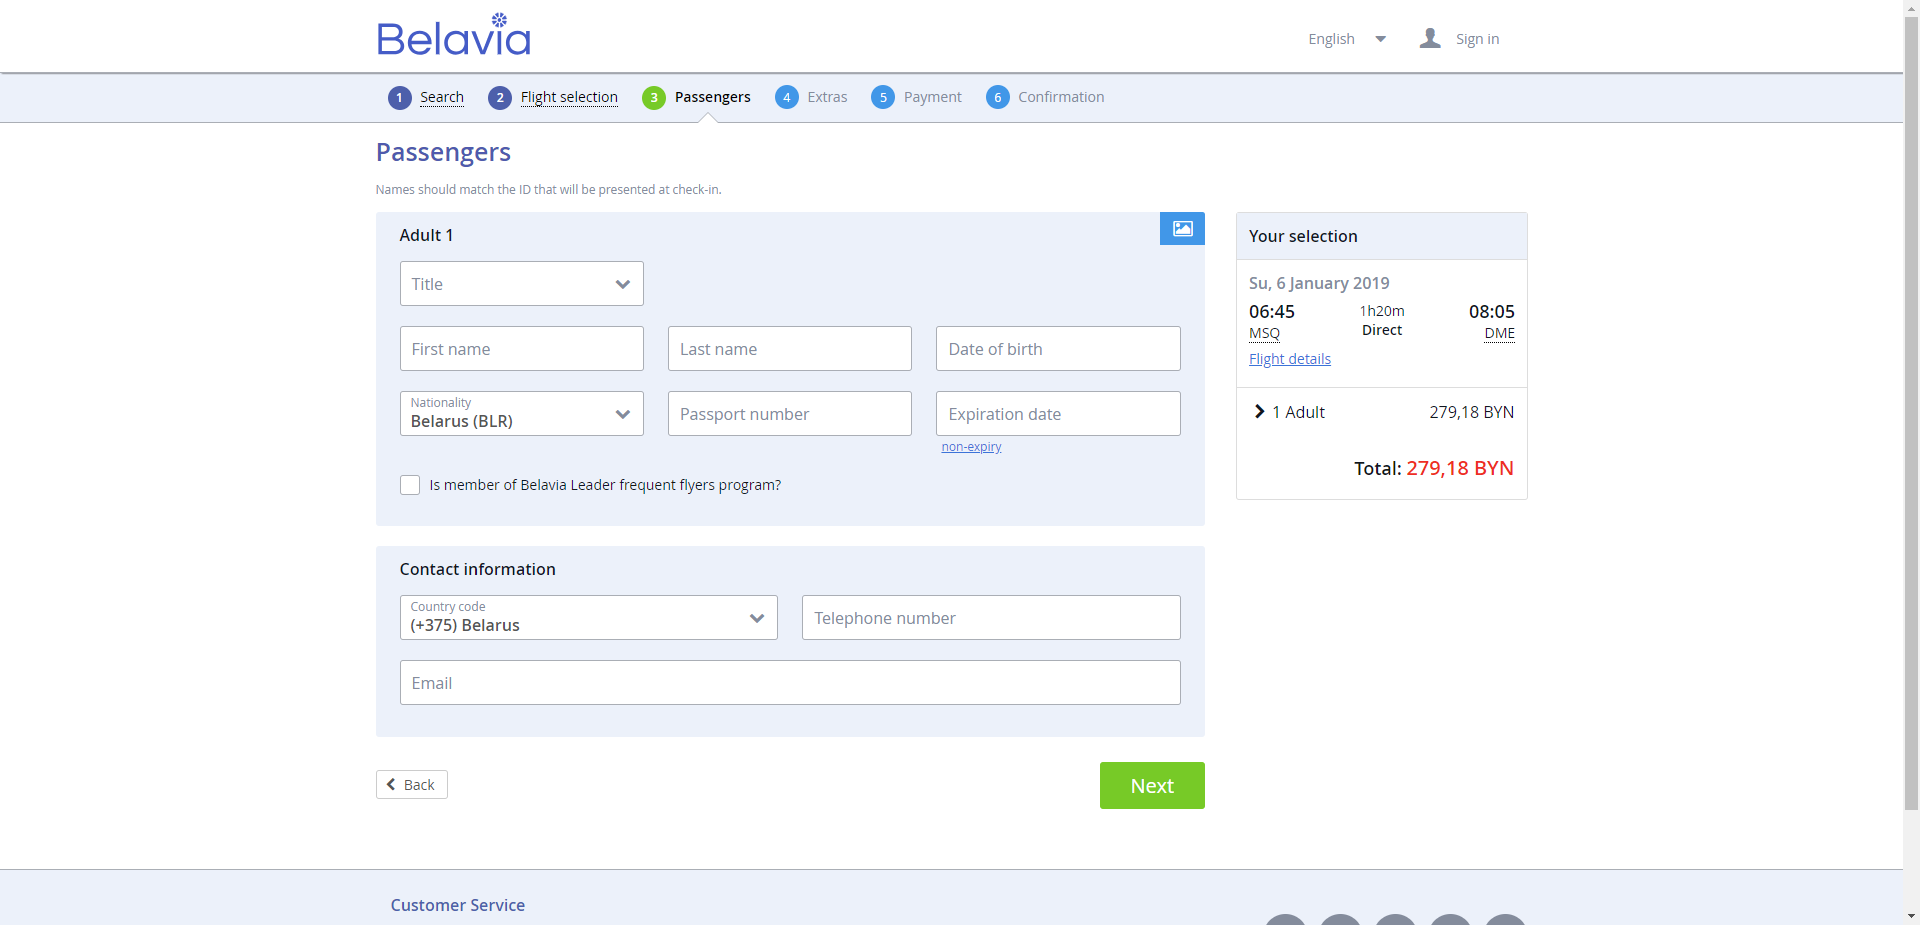 Belavia
English
Sign in
1 Search 2 Flight selection 3 Passengers 4 Extras 5 Payment 6 Confirmation
Passengers
Names should match the ID that will be presented at check-in.
Adult 1
Title
First name Last name Date of birth
Nationality
Belarus (BLR) Passport number Expiration date
non-expiry
Is member of Belavia Leader frequent flyers program?
Contact information
Country code
(+375) Belarus Telephone number
Email
Back
Next
Your selection
Su, 6 January 2019
06:45 1h20m 08:05
MSQ Direct DME
Flight details
1 Adult 279,18 BYN
Total: 279,18 BYN
Customer Service